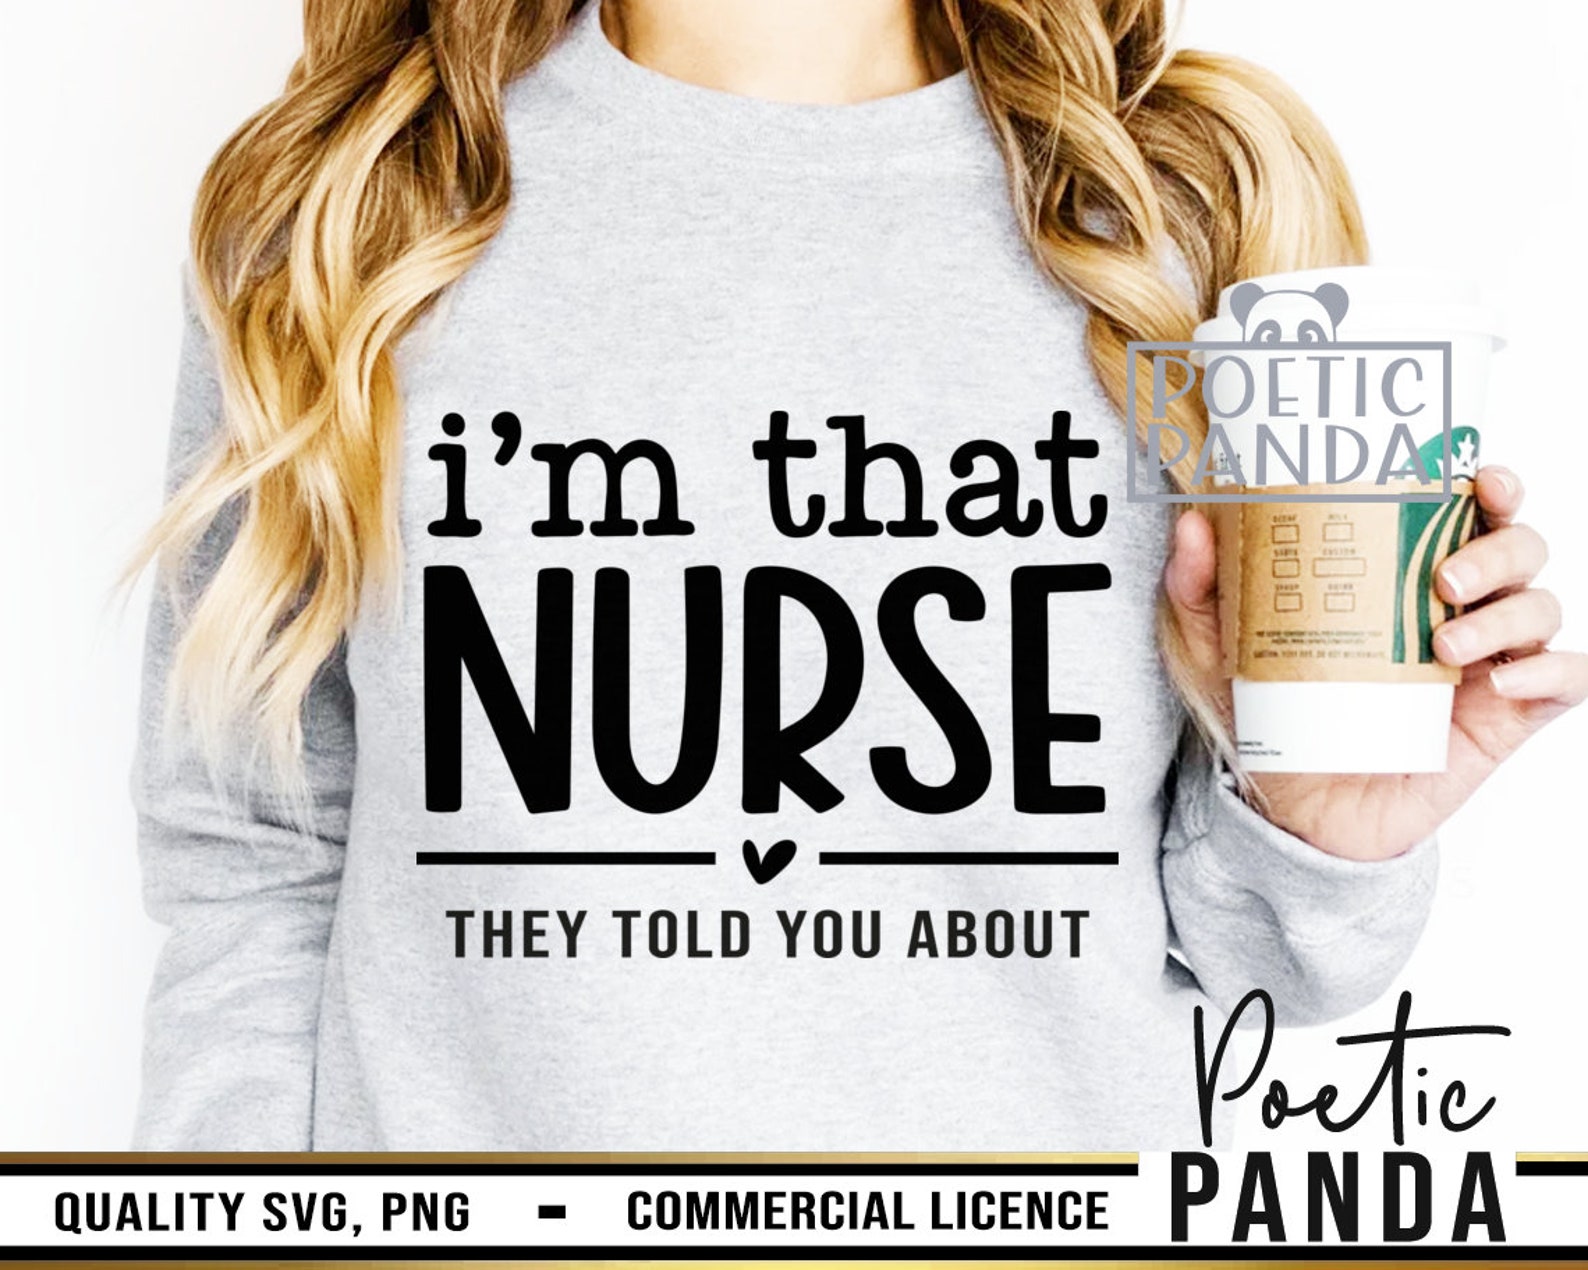 i'm that
NURSE
THEY TOLD YOU ABOUT
POETIC
PANDA
Poetic
PANDA
QUALITY SVG, PNG - COMMERCIAL LICENCE